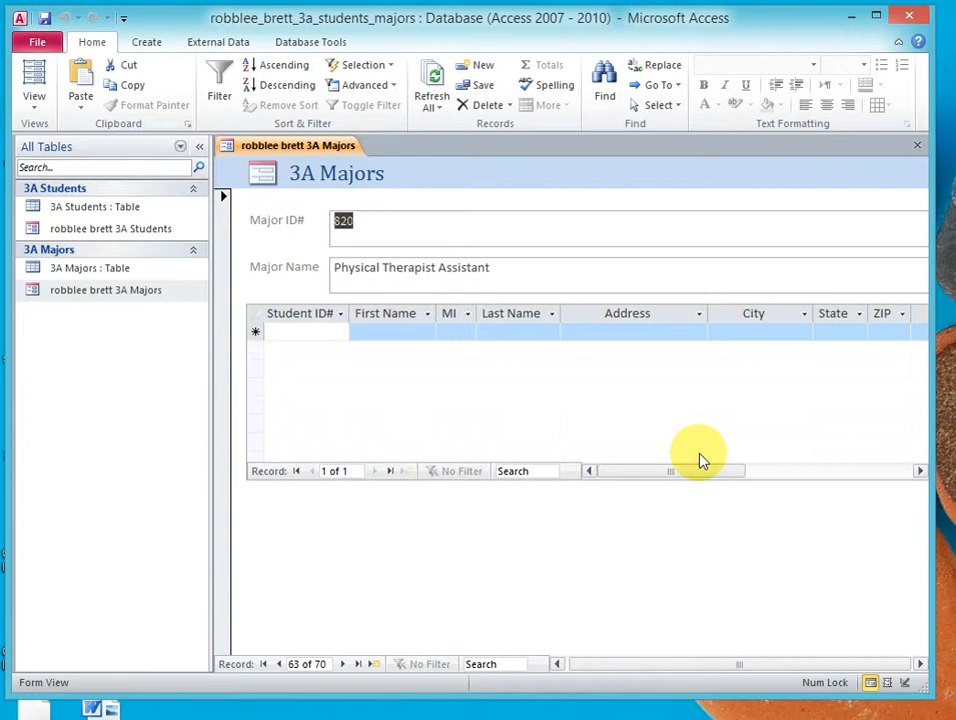 robblee_brett_3a_students_majors : Database (Access 2007 - 2010) - Microsoft Access
File Home Create External Data Database Tools
View
Views
Paste
Cut
Copy
Format Painter
Clipboard
Filter
Ascending
Descending
Remove Sort
Selection
Advanced
Toggle Filter
Sort & Filter
Refresh
All
New
Save
Delete
Totals
Spelling
More
Records
Find
Replace
Go To
Select
Find
B I U
A ab
Text Formatting
All Tables
Search...
3A Students
3A Students : Table
robblee brett 3A Students
3A Majors
3A Majors : Table
robblee brett 3A Majors
robblee brett 3A Majors
3A Majors
Major ID# 820
Major Name Physical Therapist Assistant
Student ID# First Name MI Last Name Address City State ZIP
Record: 1 of 1 No Filter Search
Record: 63 of 70 No Filter Search
Form View Num Lock